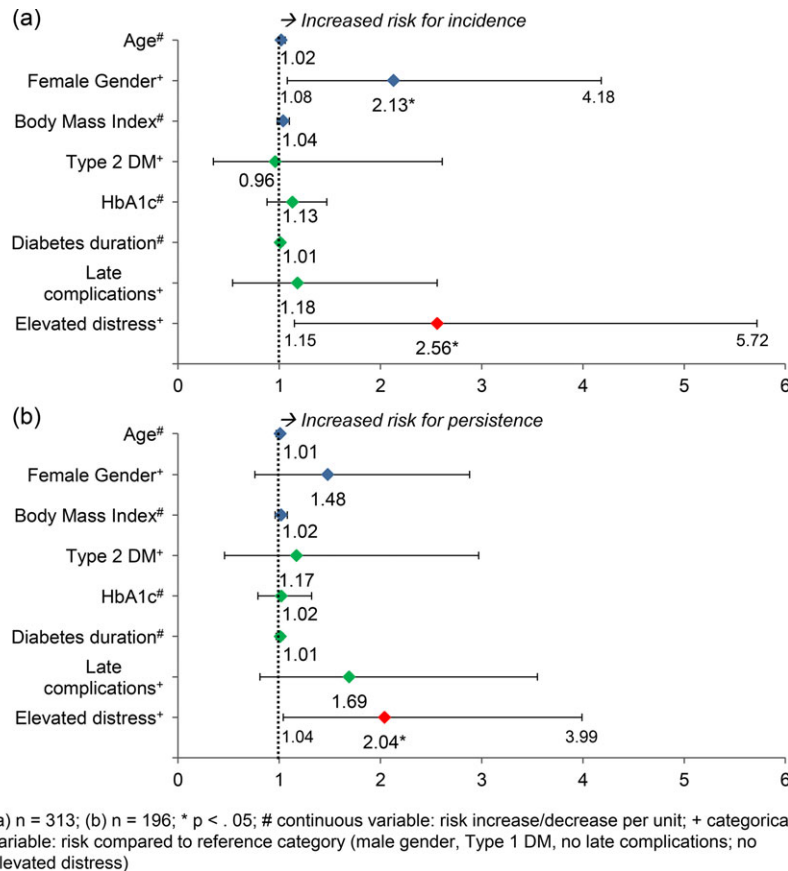 (a)
→ Increased risk for incidence
Age#
1.02
Female Gender+
1.08
2.13*
4.18
Body Mass Index#
1.04
Type 2 DM+
0.96
HbA1c#
1.13
Diabetes duration#
1.01
Late
complications+
1.18
Elevated distress+
1.15
2.56*
5.72
0 1 2 3 4 5 6
(b)
→ Increased risk for persistence
Age#
1.01
Female Gender+
1.48
Body Mass Index#
1.02
Type 2 DM+
1.17
HbA1c#
1.02
Diabetes duration#
1.01
Late
complications+
1.69
Elevated distress+
1.04
2.04*
3.99
0 1 2 3 4 5 6
a) n = 313; (b) n = 196; * p < . 05; # continuous variable: risk increase/decrease per unit; + categorica
ariable: risk compared to reference category (male gender, Type 1 DM, no late complications; no
levated distress)